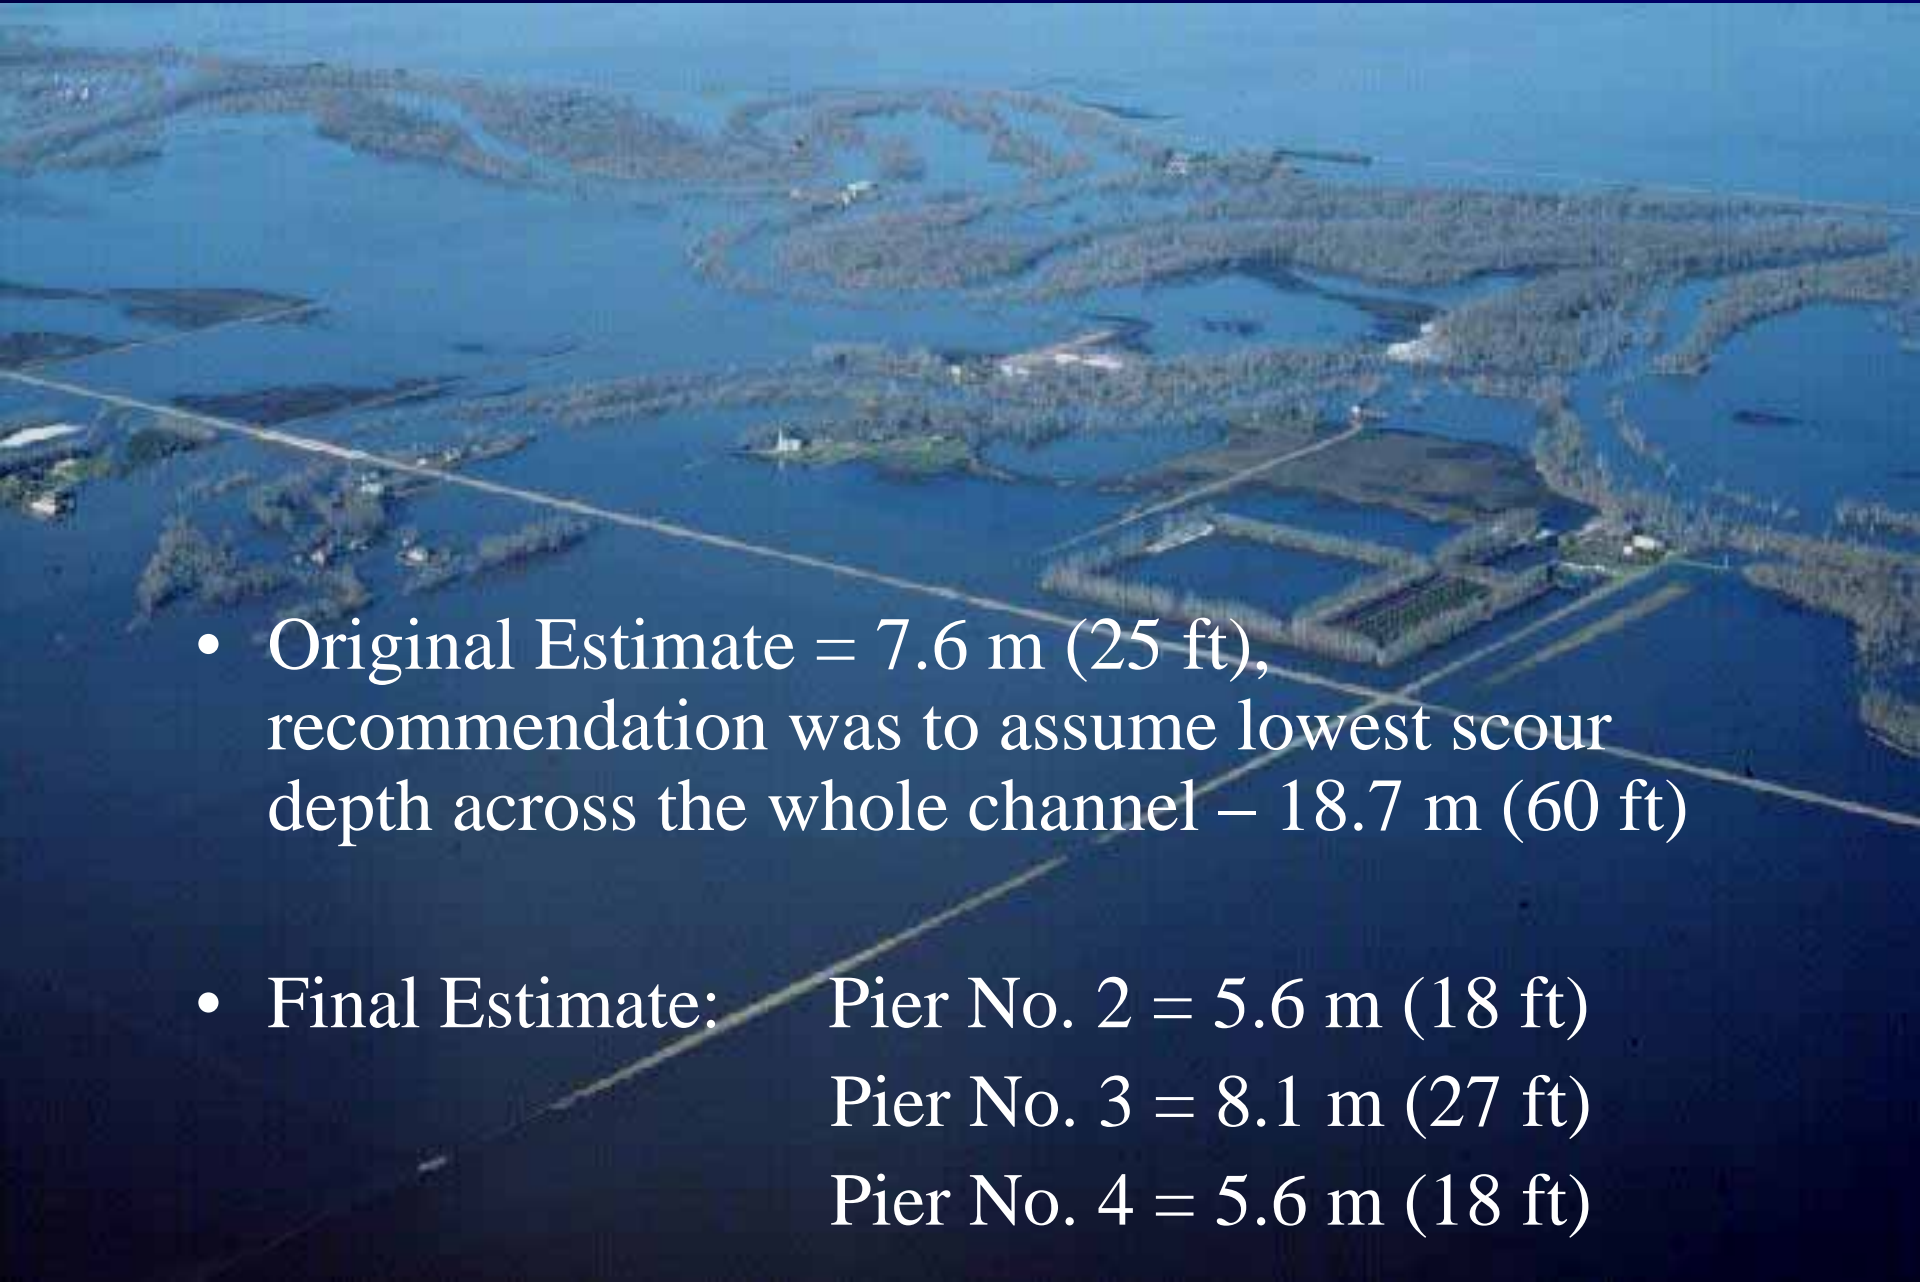 • Original Estimate = 7.6 m (25 ft),
recommendation was to assume lowest scour
depth across the whole channel – 18.7 m (60 ft)
• Final Estimate: Pier No. 2 = 5.6 m (18 ft)
Pier No. 3 = 8.1 m (27 ft)
Pier No. 4 = 5.6 m (18 ft)